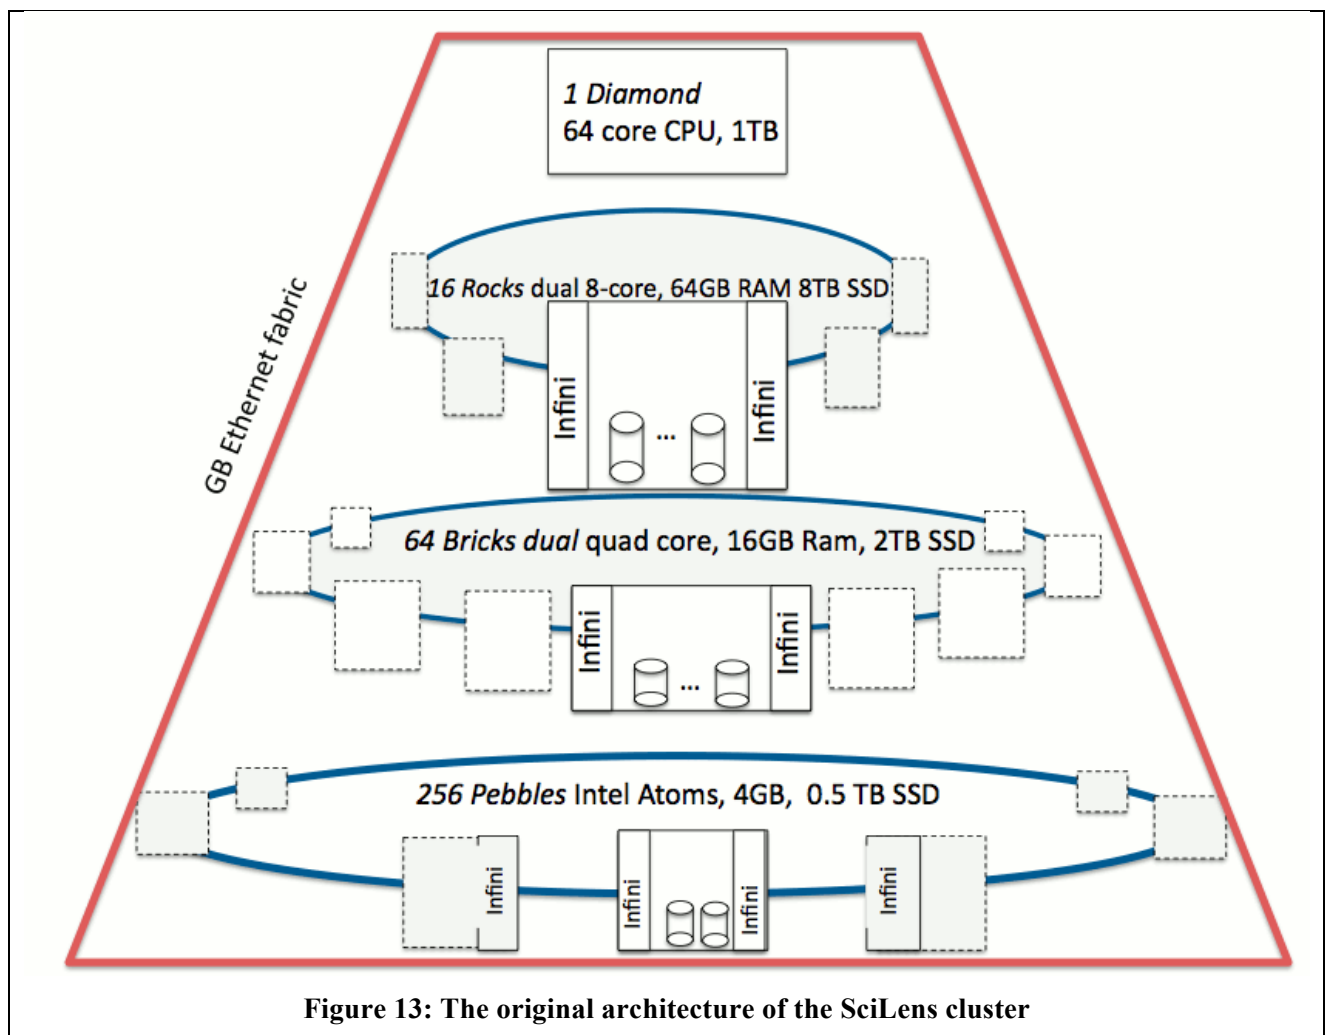 1 Diamond
64 core CPU, 1TB
GB Ethernet fabric
16 Rocks dual 8-core, 64GB RAM 8TB SSD
Infini
...
Infini
64 Bricks dual quad core, 16GB Ram, 2TB SSD
Infini
...
Infini
256 Pebbles Intel Atoms, 4GB, 0.5 TB SSD
Infini
Infini
Infini
Infini
Figure 13: The original architecture of the SciLens cluster